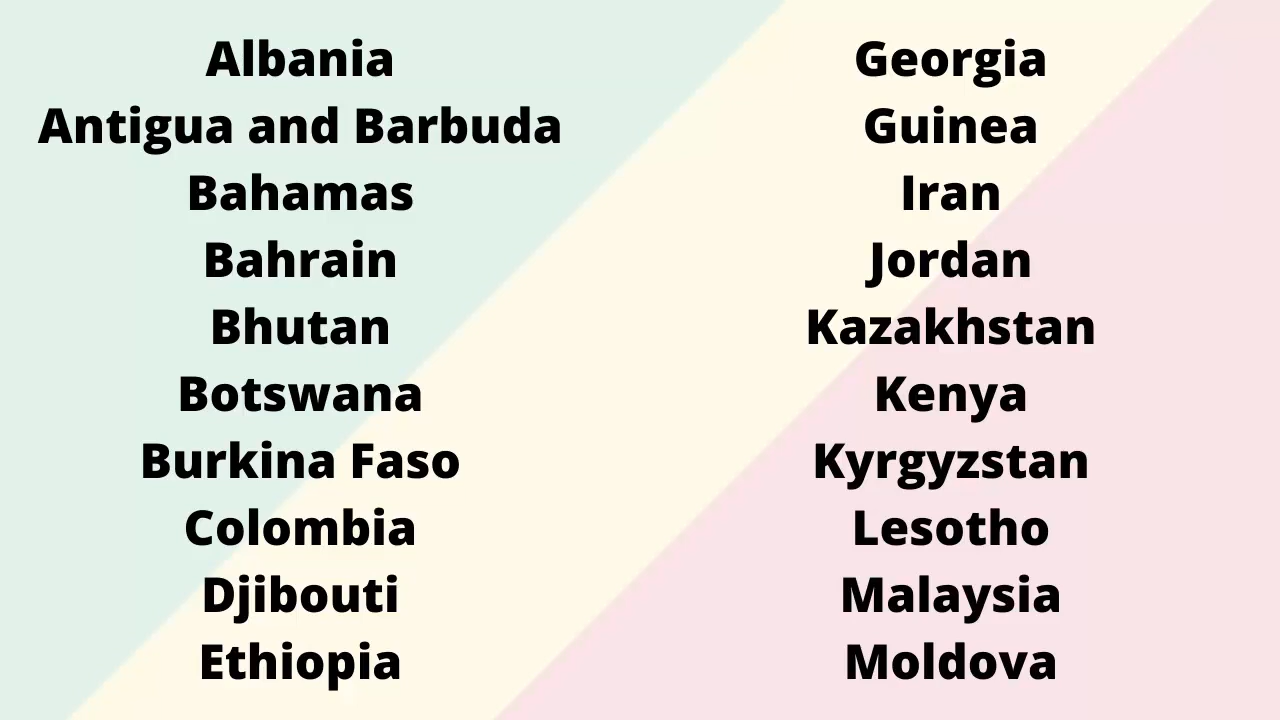 Albania
Antigua and Barbuda
Bahamas
Bahrain
Bhutan
Botswana
Burkina Faso
Colombia
Djibouti
Ethiopia
Georgia
Guinea
Iran
Jordan
Kazakhstan
Kenya
Kyrgyzstan
Lesotho
Malaysia
Moldova